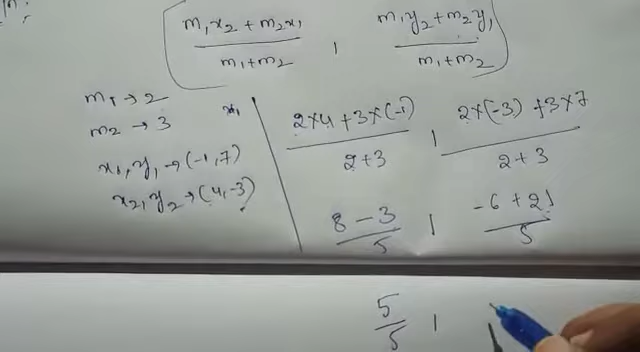 (m₁x₂ + m₂x₁ / m₁+m₂ , m₁y₂ + m₂y₁ / m₁+m₂)
m₁ → 2
m₂ → 3
x₁, y₁ → (-1, 7)
x₂, y₂ → (4, -3)
x₁
2×4 + 3×(-1) / 2+3 , 2×(-3) + 3×7 / 2+3
8 - 3 / 5 , -6 + 21 / 5
5 / 5 ,